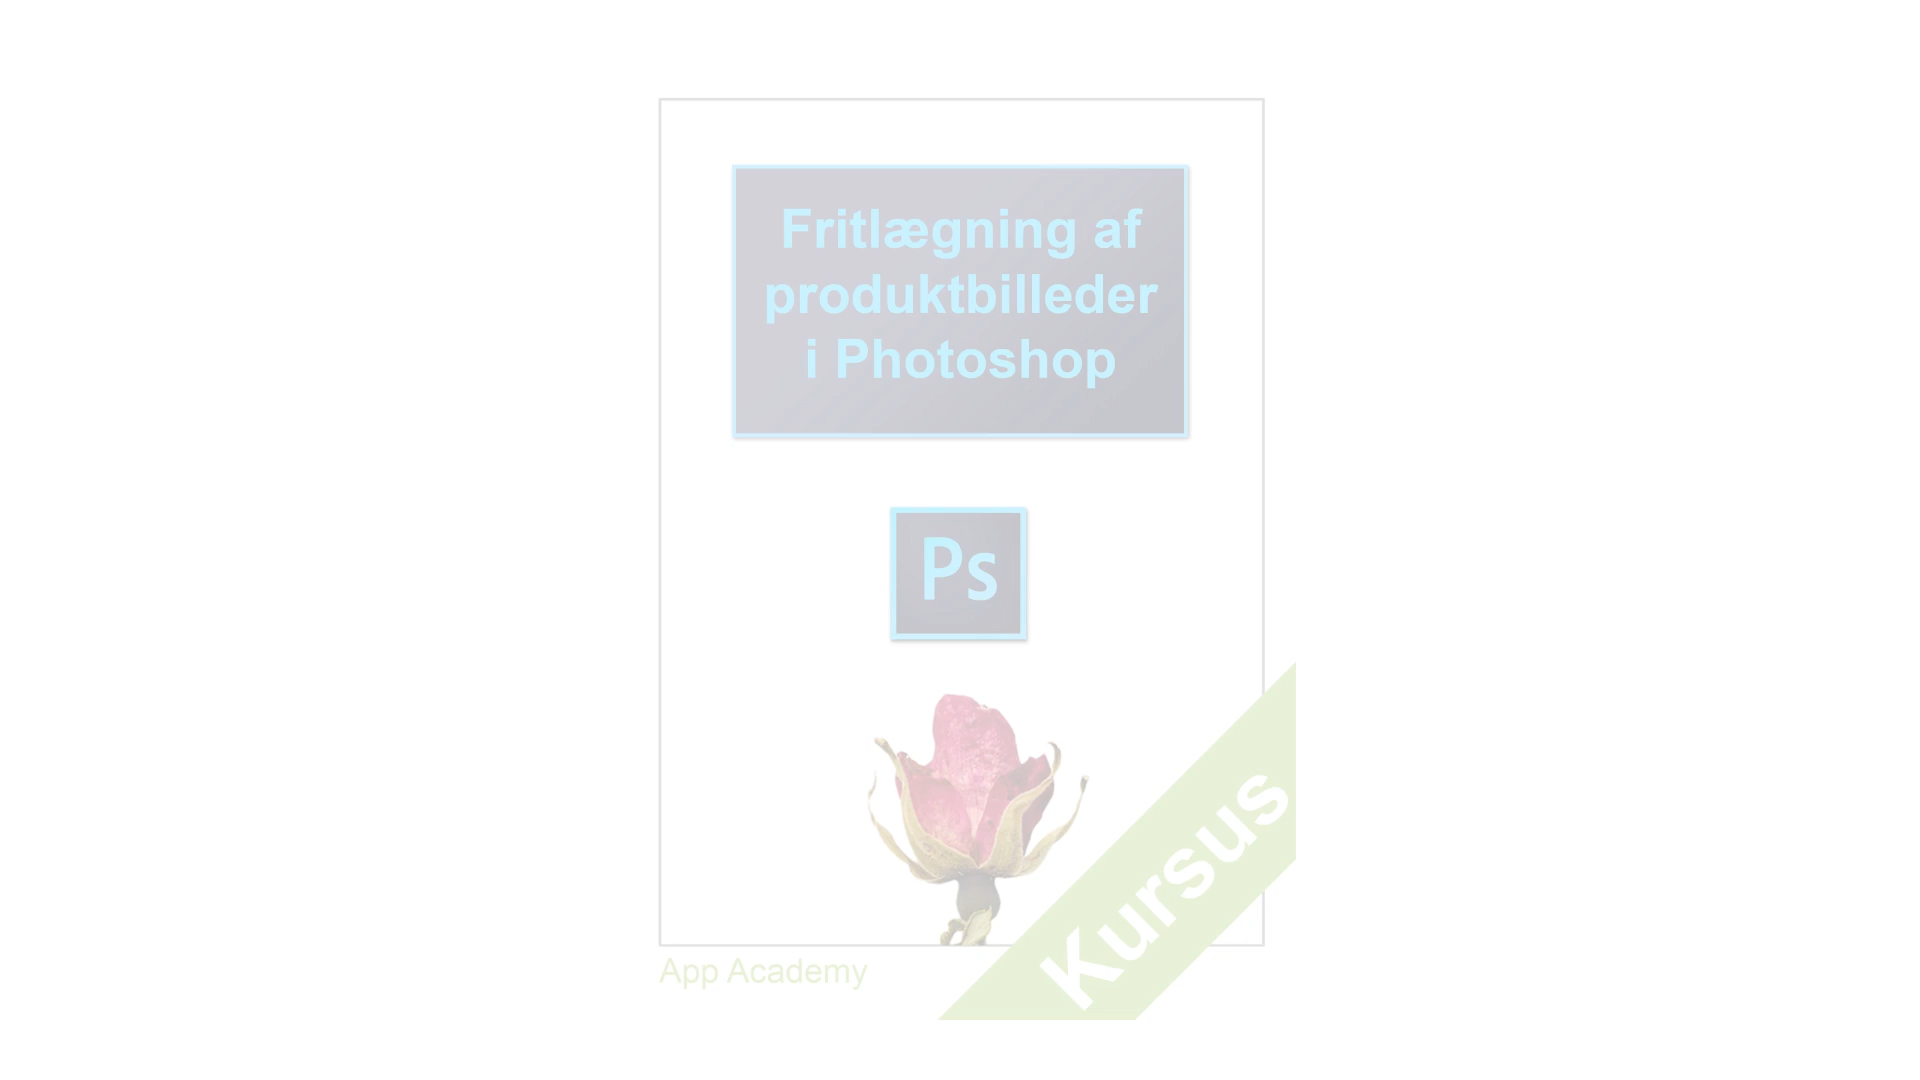 Fritlægning af
produktbilleder
i Photoshop
Ps
Kursus
App Academy